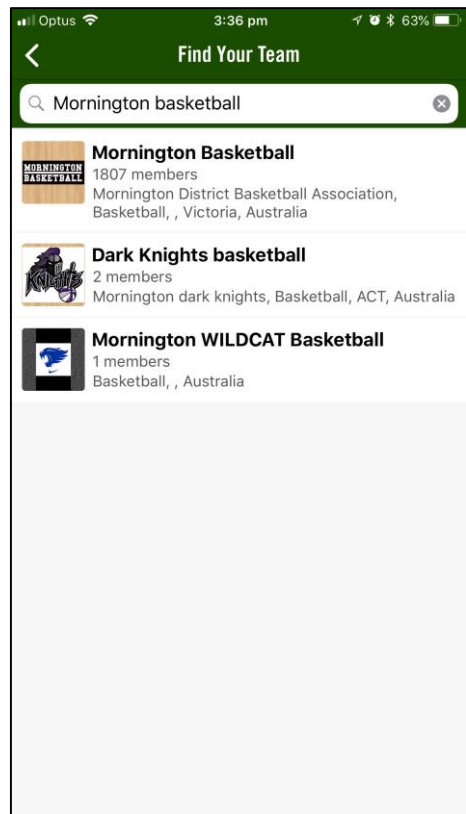 Optus 3:36 pm 63%
Find Your Team
Mornington basketball
MORNINGTON
BASKETBALL
Mornington Basketball
1807 members
Mornington District Basketball Association,
Basketball, , Victoria, Australia
KNIGHTS
Dark Knights basketball
2 members
Mornington dark knights, Basketball, ACT, Australia
Mornington WILDCAT Basketball
1 members
Basketball, , Australia